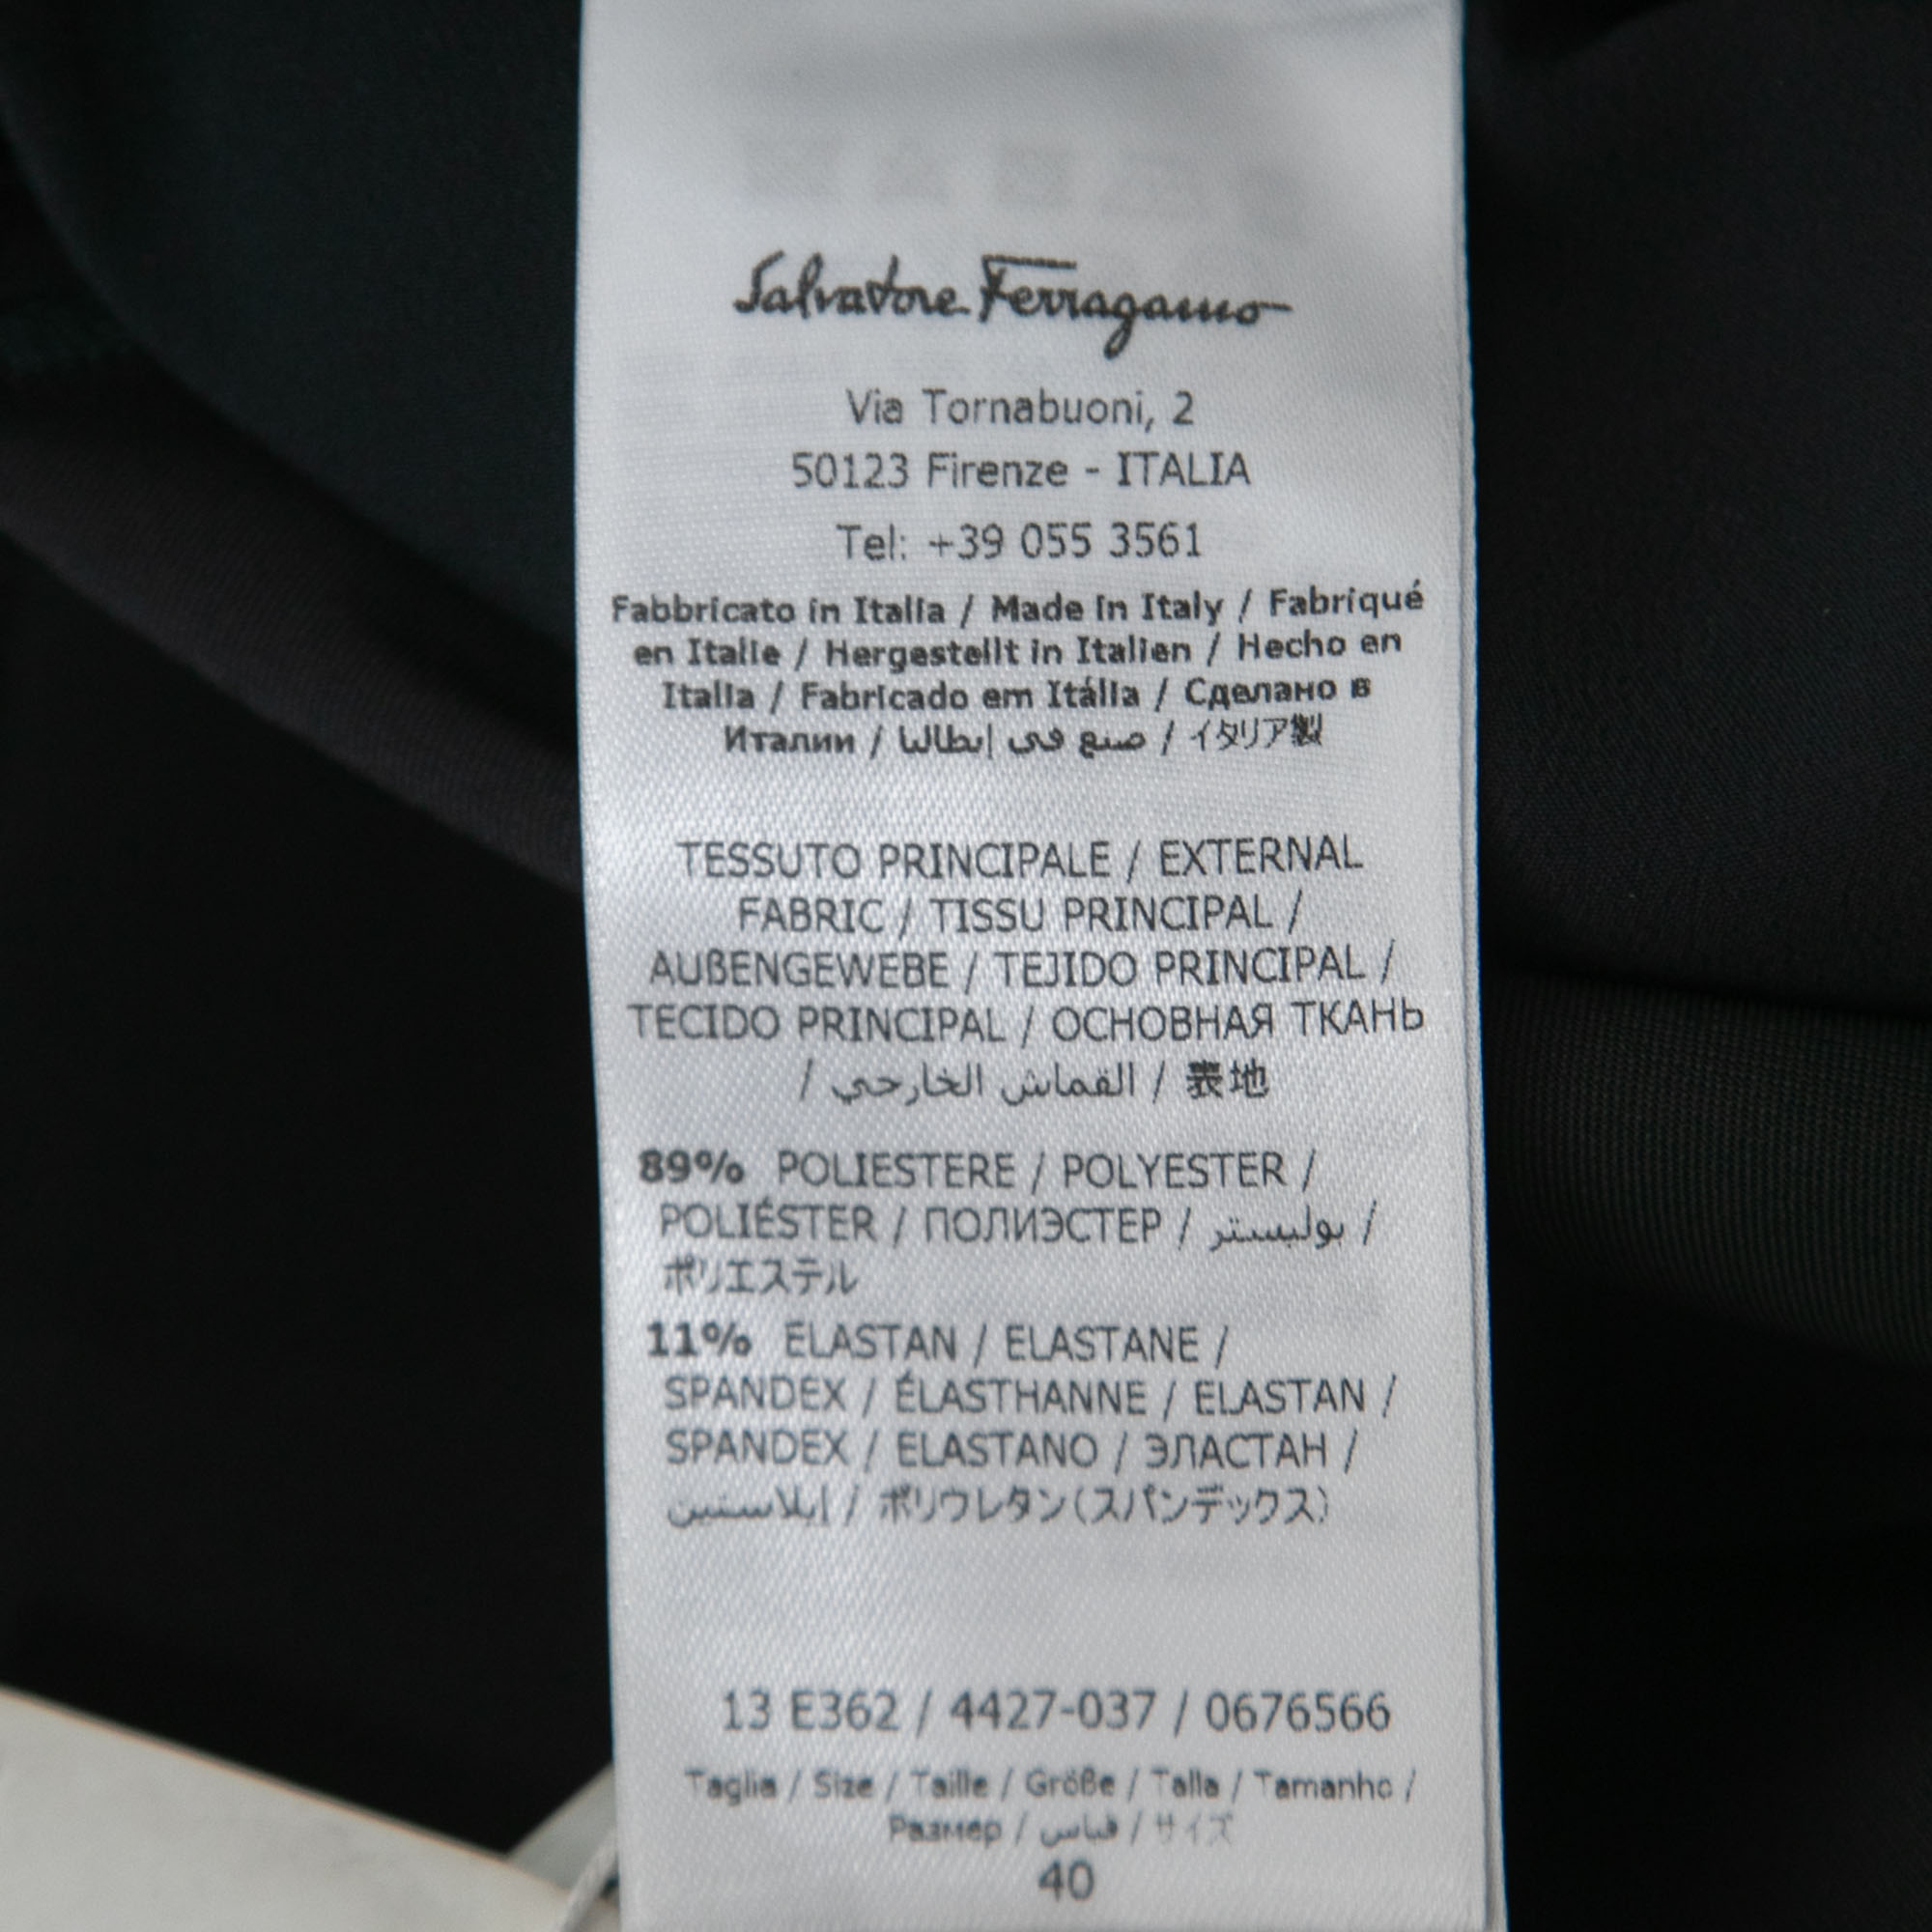 Salvatore Ferragamo
Via Tornabuoni, 2
50123 Firenze - ITALIA
Tel: +39 055 3561
Fabbricato in Italia / Made in Italy / Fabriqué
en Italie / Hergestellt in Italien / Hecho en
Italia / Fabricado em Itália / Сделано в
Италии / صنع في إيطاليا / イタリア製
TESSUTO PRINCIPALE / EXTERNAL
FABRIC / TISSU PRINCIPAL /
AUßENGEWEBE / TEJIDO PRINCIPAL /
TECIDO PRINCIPAL / ОСНОВНАЯ ТКАНЬ
/ القماش الخارجي / 表地
89% POLIESTERE / POLYESTER /
POLIÉSTER / ПОЛИЭСТЕР / بوليستر /
ポリエステル
11% ELASTAN / ELASTANE /
SPANDEX / ÉLASTHANNE / ELASTAN /
SPANDEX / ELASTANO / ЭЛАСТАН /
إيلاستين / ポリウレタン(スパンデックス)
13 E362 / 4427-037 / 0676566
Taglia / Size / Taille / Größe / Talla / Tamanho /
Размер / قياس / サイズ
40